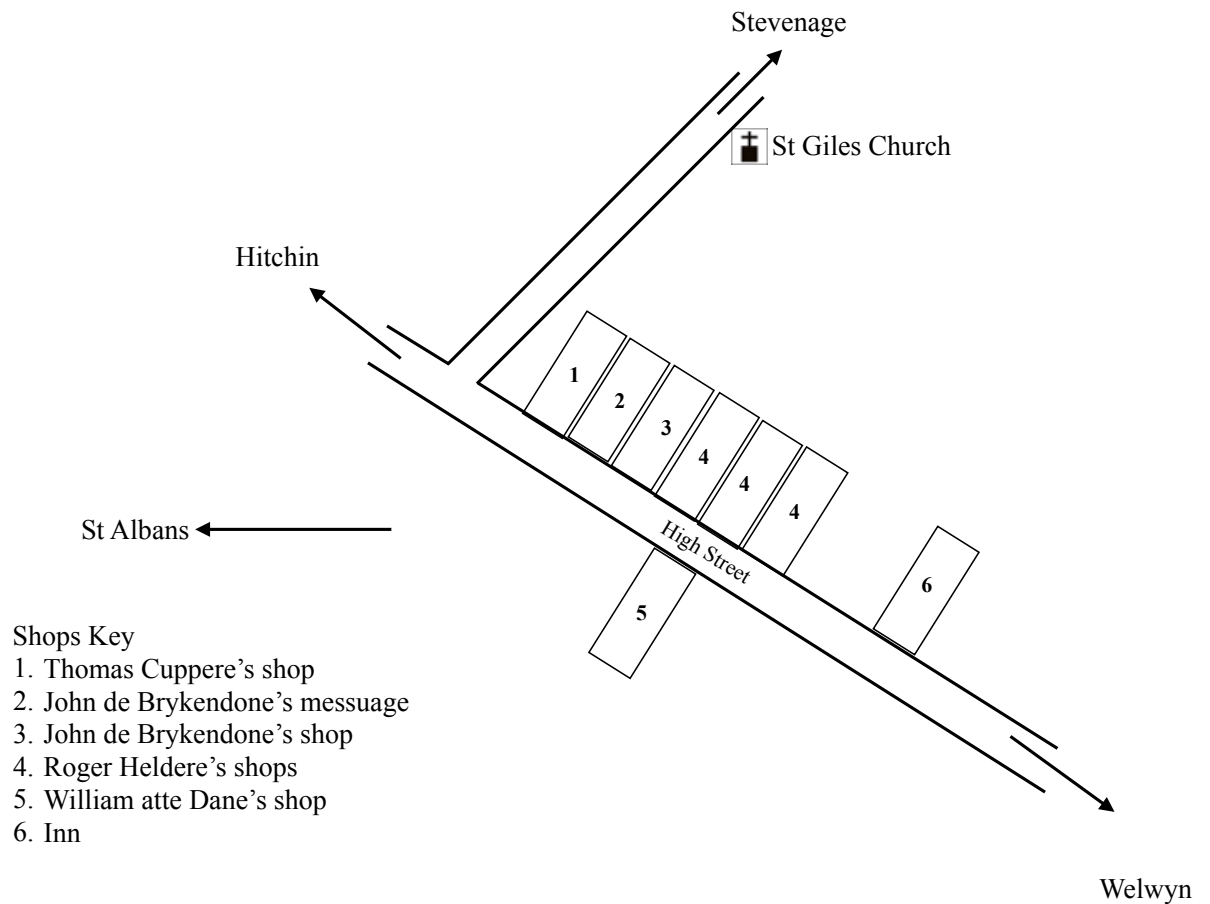 Stevenage
St Giles Church
Hitchin
1
2
3
4
4
4
High Street
St Albans
5
6
Shops Key
1. Thomas Cuppere’s shop
2. John de Brykendone’s messuage
3. John de Brykendone’s shop
4. Roger Heldere’s shops
5. William atte Dane’s shop
6. Inn
Welwyn